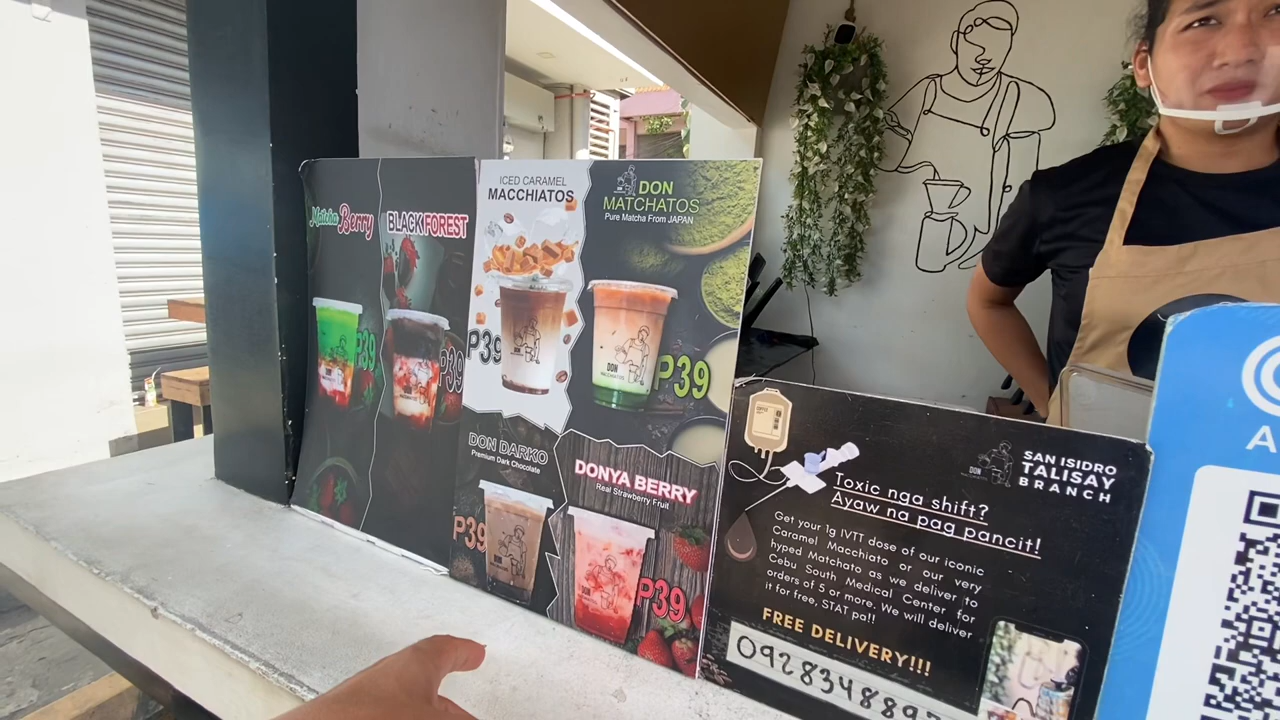 Matcha Berry
P39
BLACKFOREST
P39
ICED CARAMEL
MACCHIATOS
P39
DON
MATCHATOS
Pure Matcha From JAPAN
P39
DON DARKO
Premium Dark Chocolate
P39
DONYA BERRY
Real Strawberry Fruit
P39
COFFEE
DON
SAN ISIDRO
TALISAY
BRANCH
Toxic nga shift?
Ayaw na pag pancit!
Get your 1g IVTT dose of our iconic
Caramel Macchiato or our very
hyped Matchato as we deliver to
Cebu South Medical Center for
orders of 5 or more. We will deliver
it for free, STAT pa!!
FREE DELIVERY!!!
A